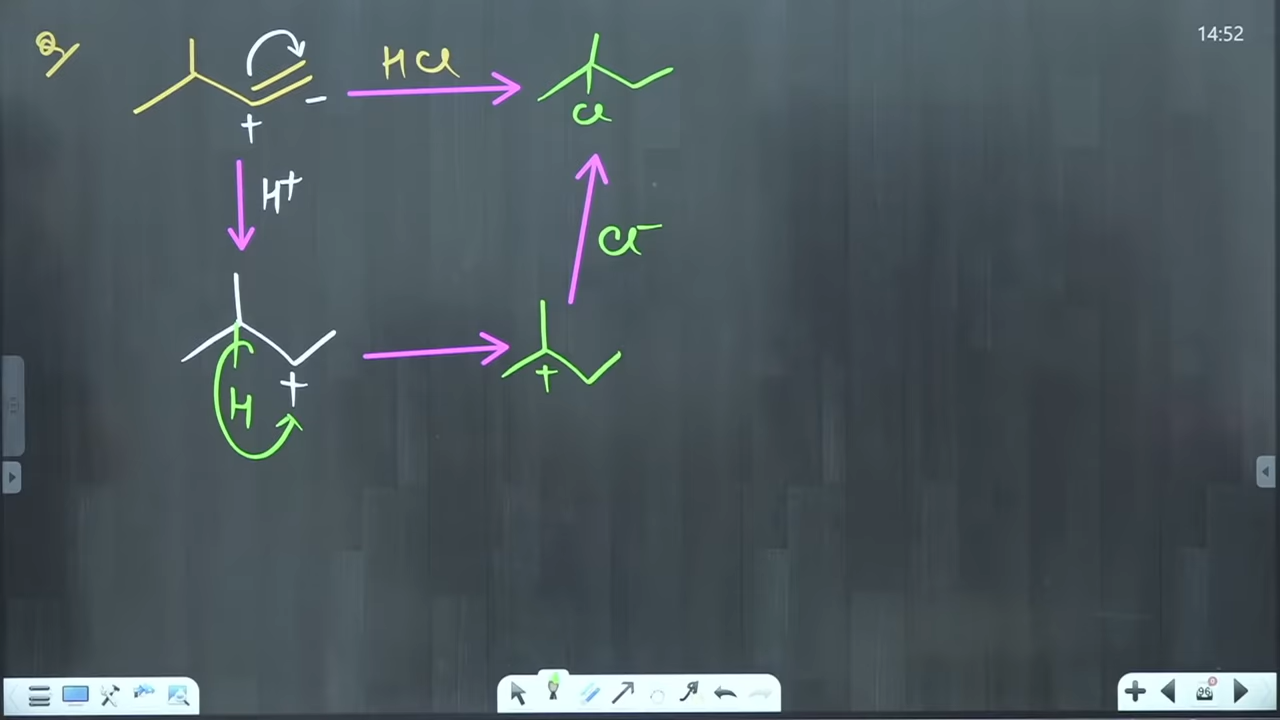 14:52
Q/
HCl
Cl
+
-
H+
Cl-
H
+
+